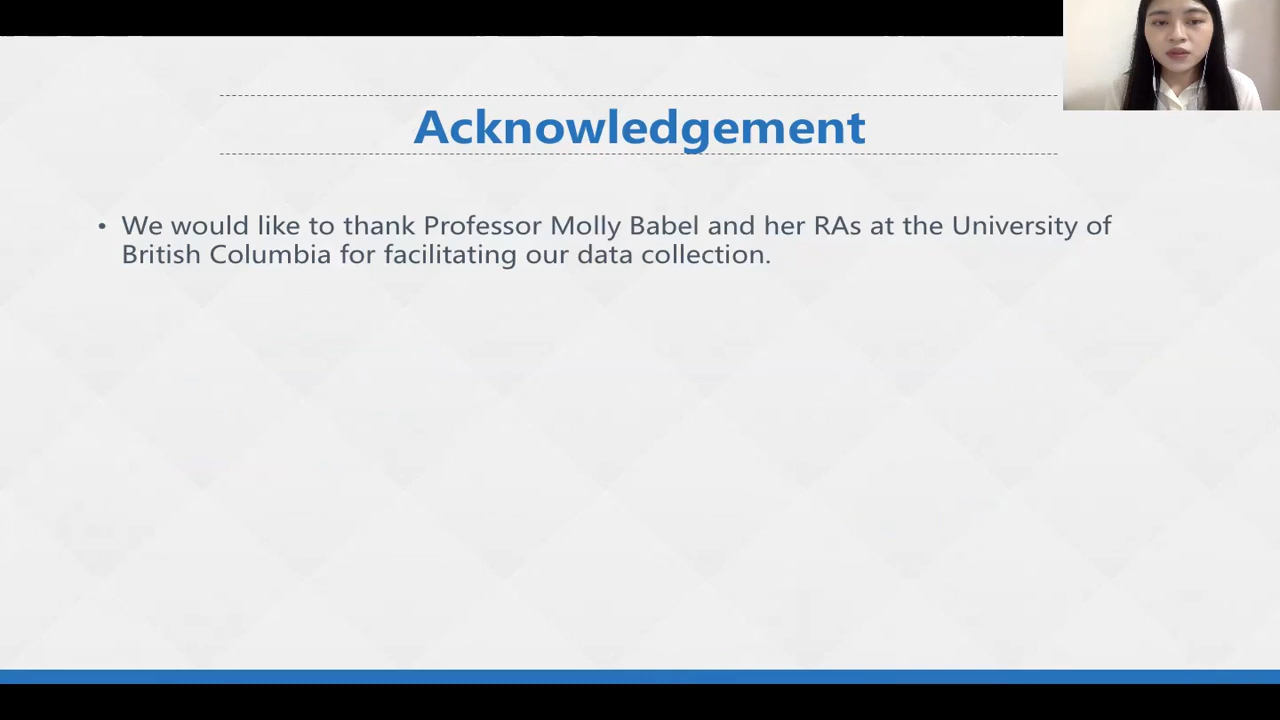 Acknowledgement
• We would like to thank Professor Molly Babel and her RAs at the University of
British Columbia for facilitating our data collection.